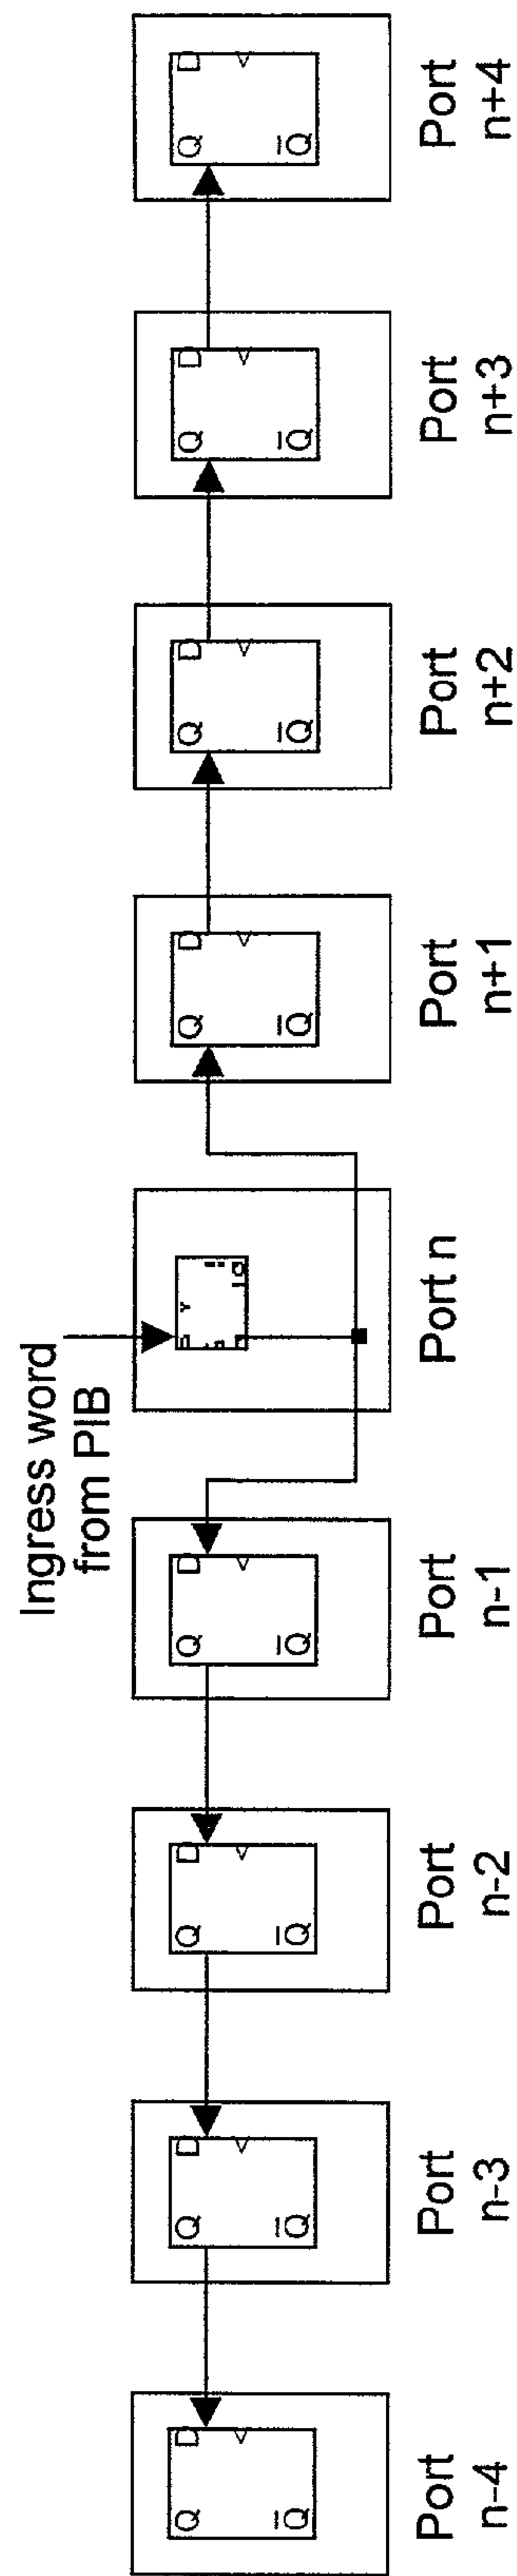 Ingress word
from PIB
Q D
Q̅
Port
n-4
Q D
Q̅
Port
n-3
Q D
Q̅
Port
n-2
Q D
Q̅
Port
n-1
Port n
Q D
Q̅
Port
n+1
Q D
Q̅
Port
n+2
Q D
Q̅
Port
n+3
Q D
Q̅
Port
n+4